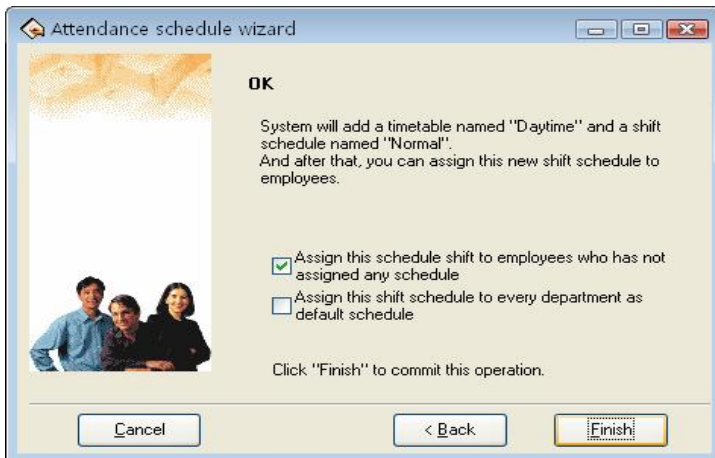 Attendance schedule wizard
OK
System will add a timetable named "Daytime" and a shift
schedule named "Normal".
And after that, you can assign this new shift schedule to
employees.
Assign this schedule shift to employees who has not
assigned any schedule
Assign this shift schedule to every department as
default schedule
Click "Finish" to commit this operation.
Cancel
< Back
Finish